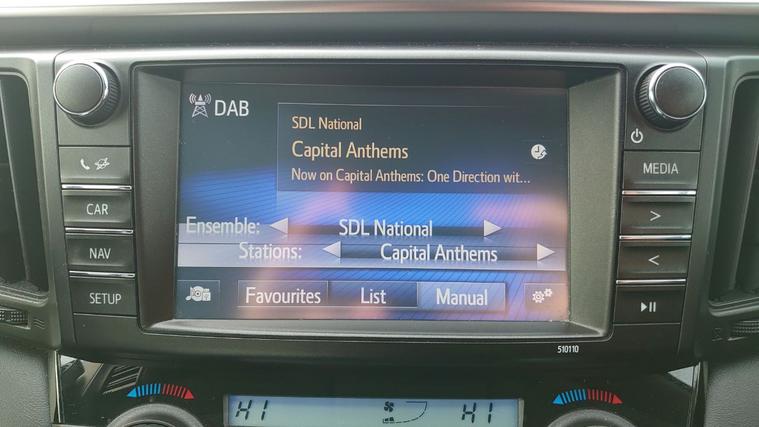 DAB
SDL National
Capital Anthems
Now on Capital Anthems: One Direction wit...
Ensemble: SDL National
Stations: Capital Anthems
Favourites List Manual
CAR
NAV
SETUP
MEDIA
510110
HI HI